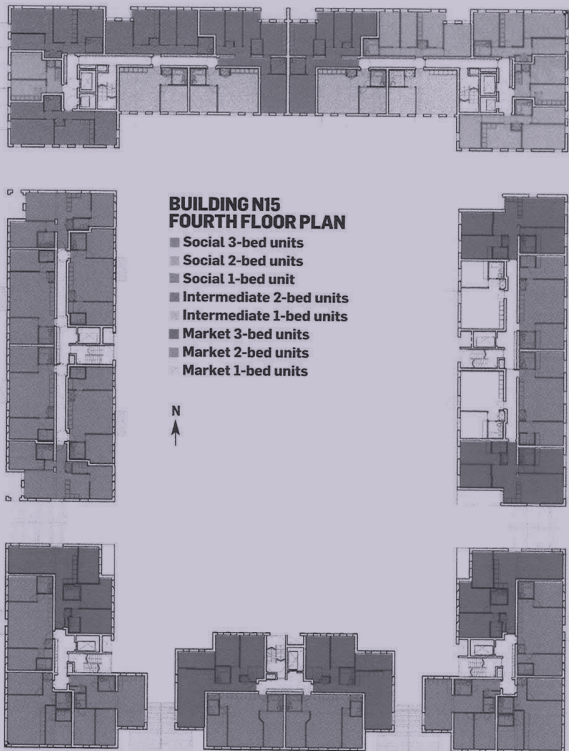 BUILDING N15
FOURTH FLOOR PLAN
Social 3-bed units
Social 2-bed units
Social 1-bed unit
Intermediate 2-bed units
Intermediate 1-bed units
Market 3-bed units
Market 2-bed units
Market 1-bed units
N